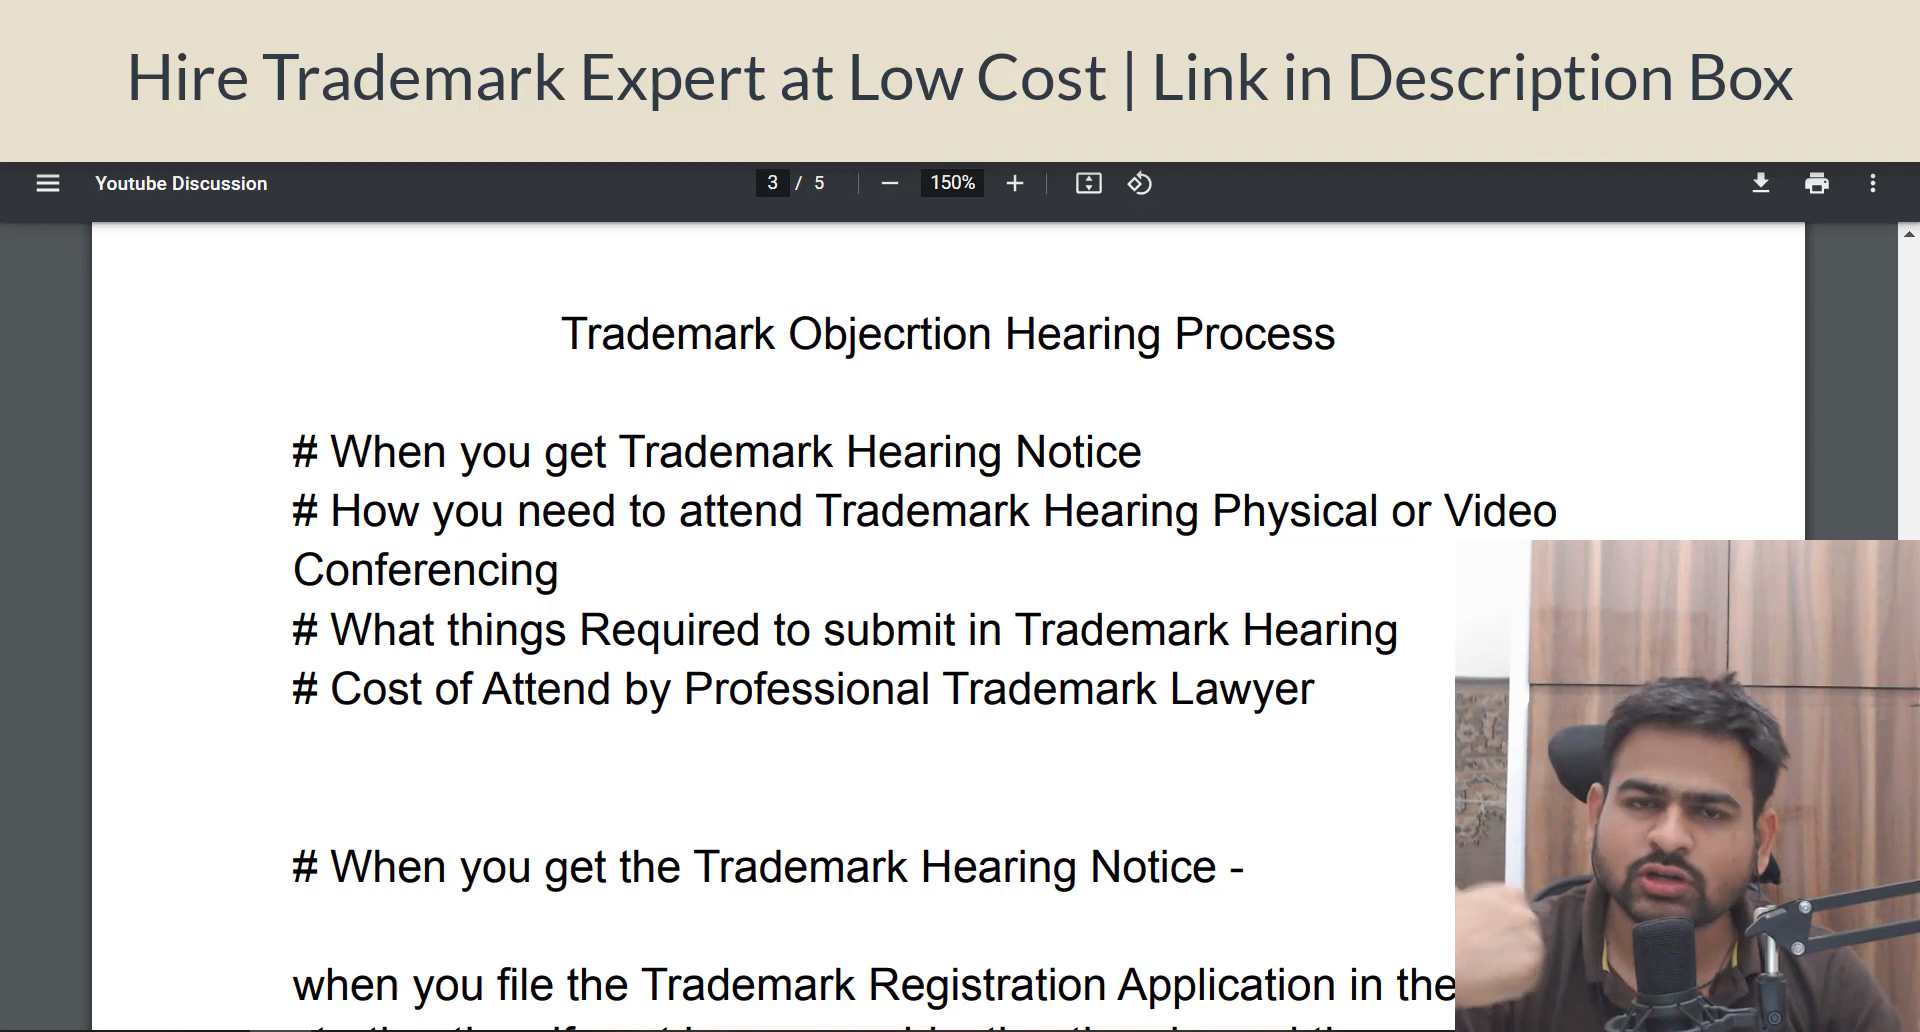 Hire Trademark Expert at Low Cost | Link in Description Box
Youtube Discussion
3 / 5
150%
Trademark Objecrtion Hearing Process
# When you get Trademark Hearing Notice
# How you need to attend Trademark Hearing Physical or Video
Conferencing
# What things Required to submit in Trademark Hearing
# Cost of Attend by Professional Trademark Lawyer
# When you get the Trademark Hearing Notice -
when you file the Trademark Registration Application in the